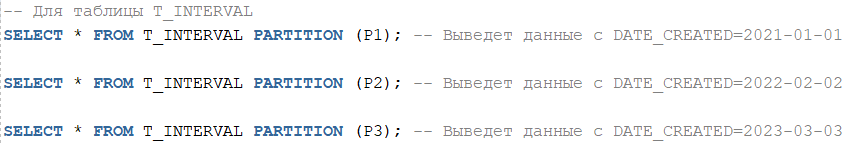 -- Для таблицы T_INTERVAL
SELECT * FROM T_INTERVAL PARTITION (P1); -- Выведет данные с DATE_CREATED=2021-01-01
SELECT * FROM T_INTERVAL PARTITION (P2); -- Выведет данные с DATE_CREATED=2022-02-02
SELECT * FROM T_INTERVAL PARTITION (P3); -- Выведет данные с DATE_CREATED=2023-03-03